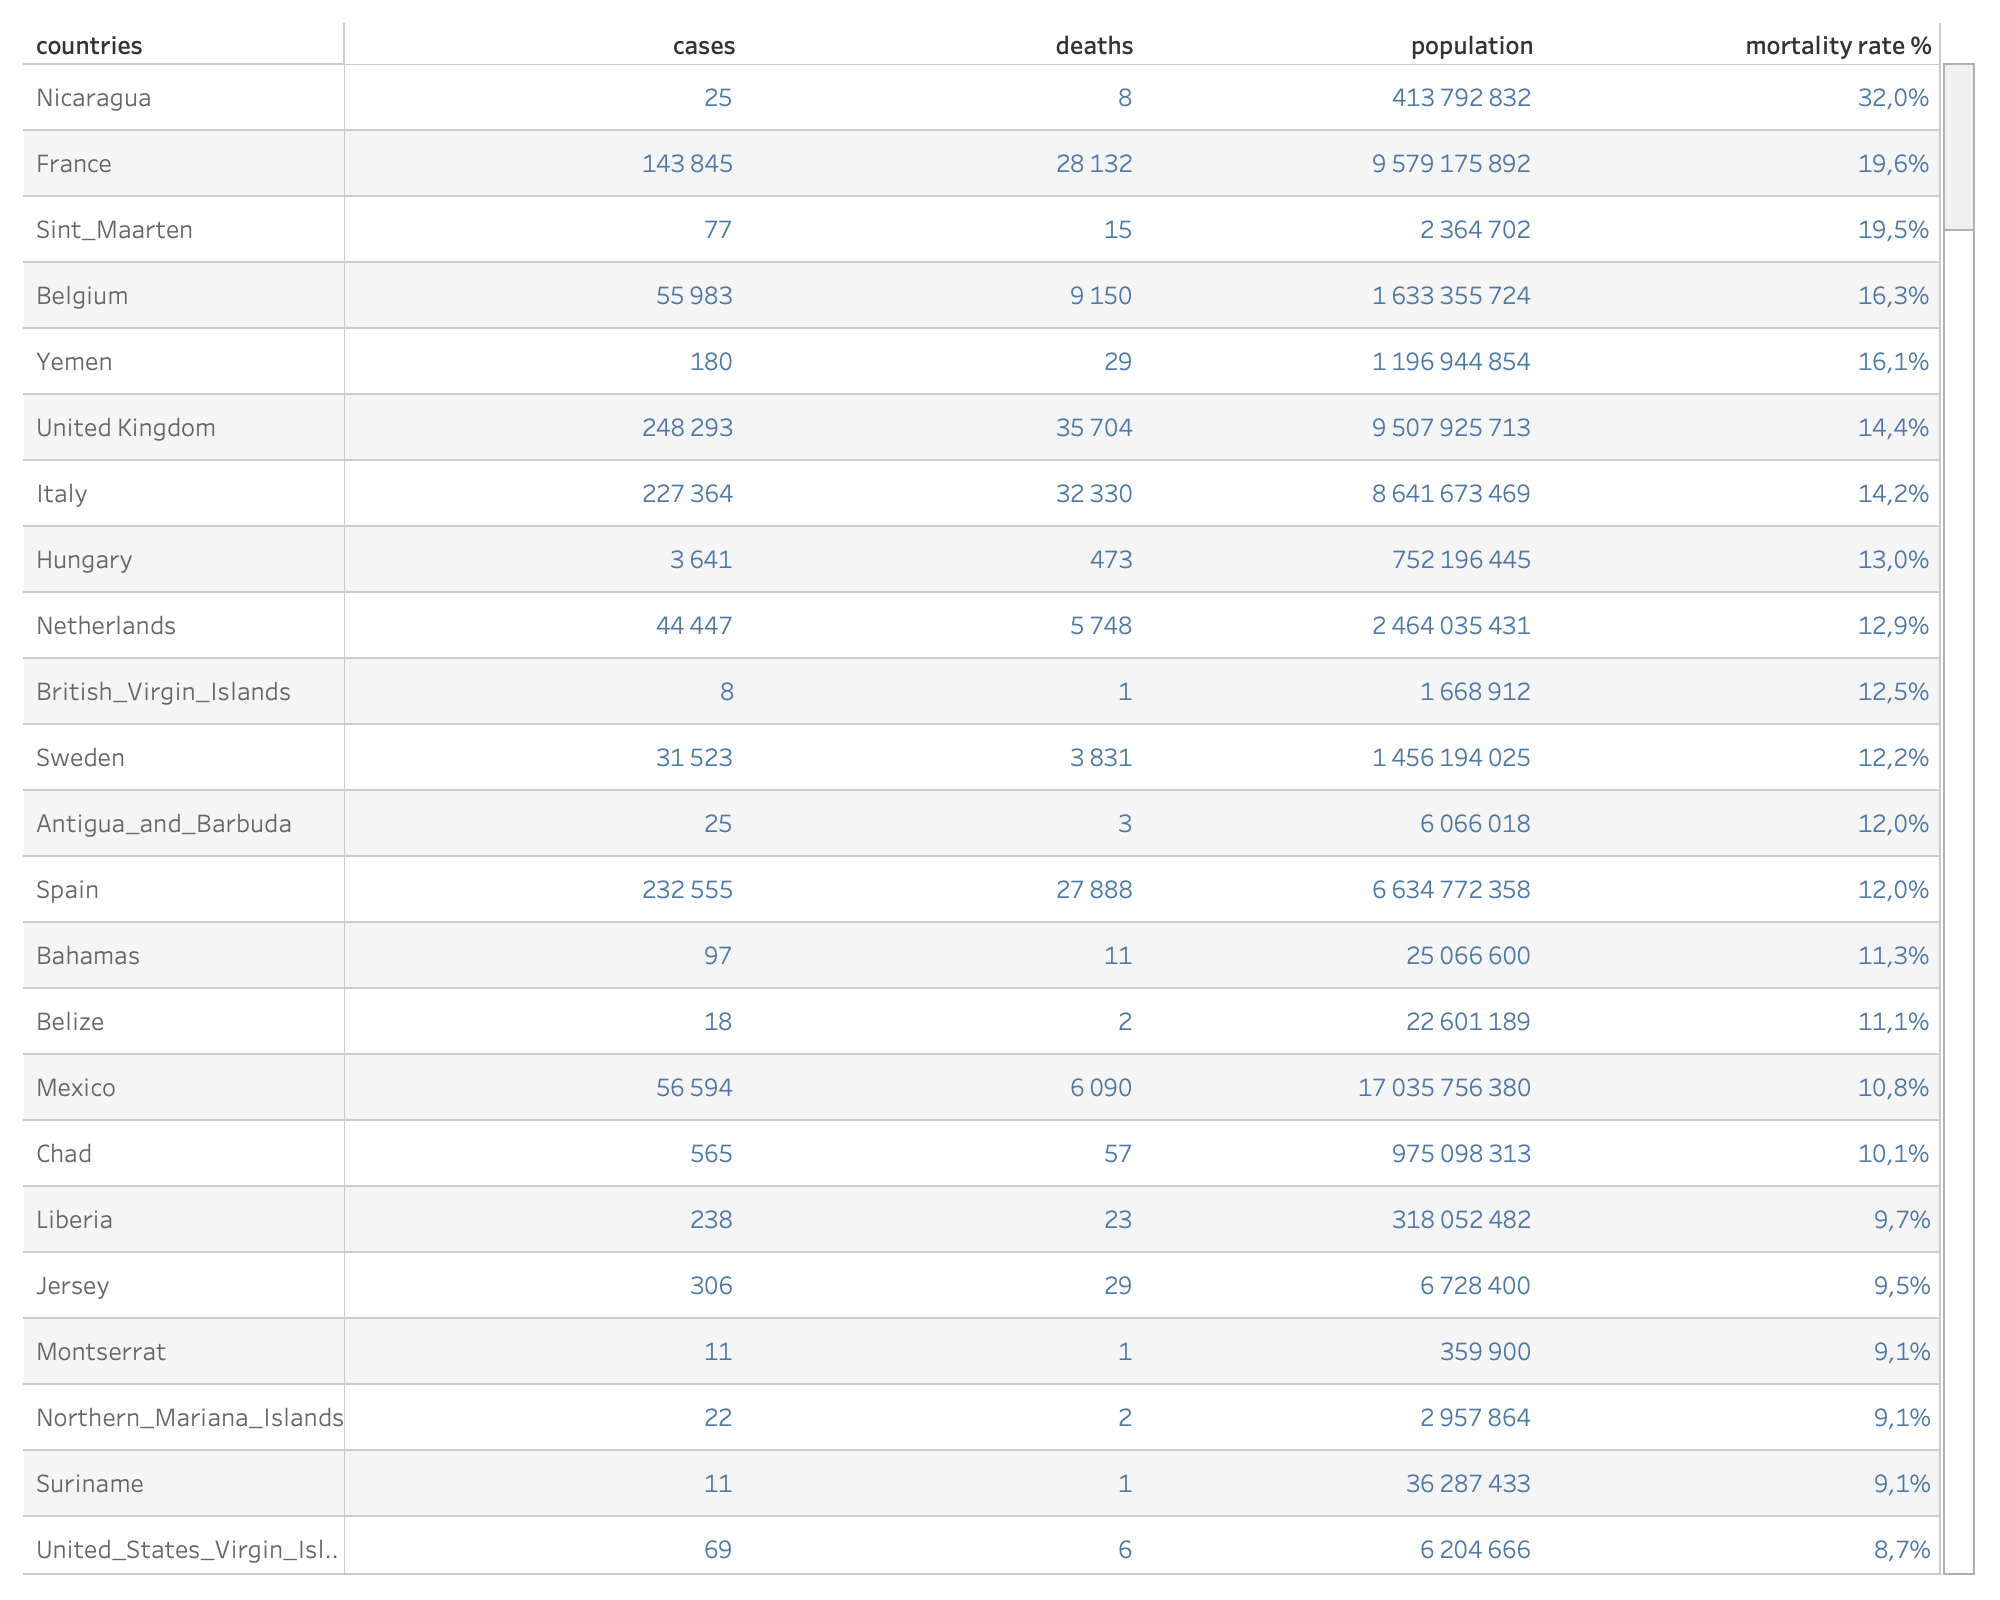 countries cases deaths population mortality rate %
Nicaragua 25 8 413 792 832 32,0%
France 143 845 28 132 9 579 175 892 19,6%
Sint_Maarten 77 15 2 364 702 19,5%
Belgium 55 983 9 150 1 633 355 724 16,3%
Yemen 180 29 1 196 944 854 16,1%
United Kingdom 248 293 35 704 9 507 925 713 14,4%
Italy 227 364 32 330 8 641 673 469 14,2%
Hungary 3 641 473 752 196 445 13,0%
Netherlands 44 447 5 748 2 464 035 431 12,9%
British_Virgin_Islands 8 1 1 668 912 12,5%
Sweden 31 523 3 831 1 456 194 025 12,2%
Antigua_and_Barbuda 25 3 6 066 018 12,0%
Spain 232 555 27 888 6 634 772 358 12,0%
Bahamas 97 11 25 066 600 11,3%
Belize 18 2 22 601 189 11,1%
Mexico 56 594 6 090 17 035 756 380 10,8%
Chad 565 57 975 098 313 10,1%
Liberia 238 23 318 052 482 9,7%
Jersey 306 29 6 728 400 9,5%
Montserrat 11 1 359 900 9,1%
Northern_Mariana_Islands 22 2 2 957 864 9,1%
Suriname 11 1 36 287 433 9,1%
United_States_Virgin_Isl.. 69 6 6 204 666 8,7%